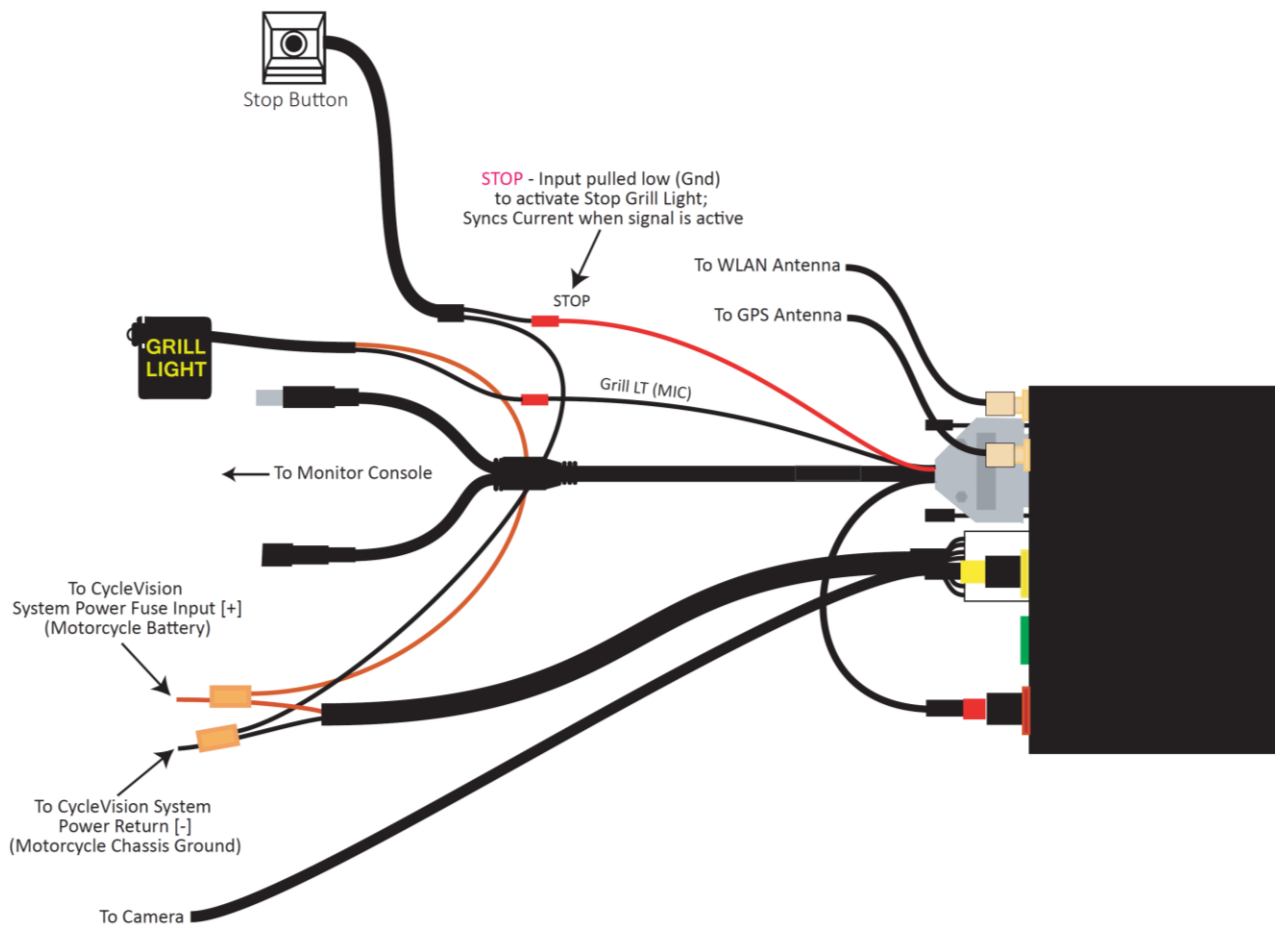 Stop Button
STOP - Input pulled low (Gnd)
to activate Stop Grill Light;
Syncs Current when signal is active
To WLAN Antenna
STOP
To GPS Antenna
GRILL
LIGHT
Grill LT (MIC)
To Monitor Console
To CycleVision
System Power Fuse Input [+]
(Motorcycle Battery)
To CycleVision System
Power Return [-]
(Motorcycle Chassis Ground)
To Camera